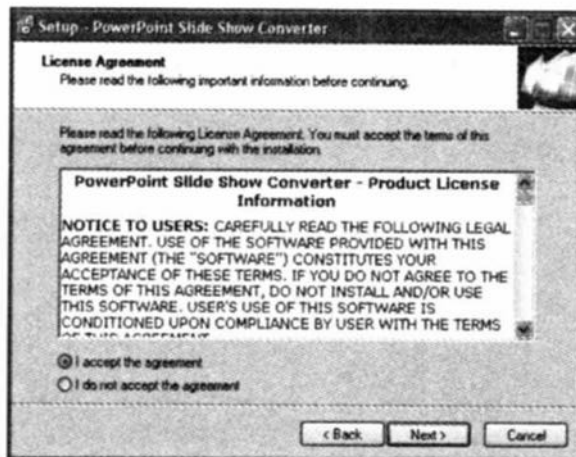 Setup - PowerPoint Slide Show Converter
License Agreement
Please read the following important information before continuing.
Please read the following License Agreement. You must accept the terms of this
agreement before continuing with the installation.
PowerPoint Slide Show Converter - Product License
Information
NOTICE TO USERS: CAREFULLY READ THE FOLLOWING LEGAL
AGREEMENT. USE OF THE SOFTWARE PROVIDED WITH THIS
AGREEMENT (THE "SOFTWARE") CONSTITUTES YOUR
ACCEPTANCE OF THESE TERMS. IF YOU DO NOT AGREE TO THE
TERMS OF THIS AGREEMENT, DO NOT INSTALL AND/OR USE
THIS SOFTWARE. USER'S USE OF THIS SOFTWARE IS
CONDITIONED UPON COMPLIANCE BY USER WITH THE TERMS
OF THIS AGREEMENT.
I accept the agreement
I do not accept the agreement
< Back
Next >
Cancel